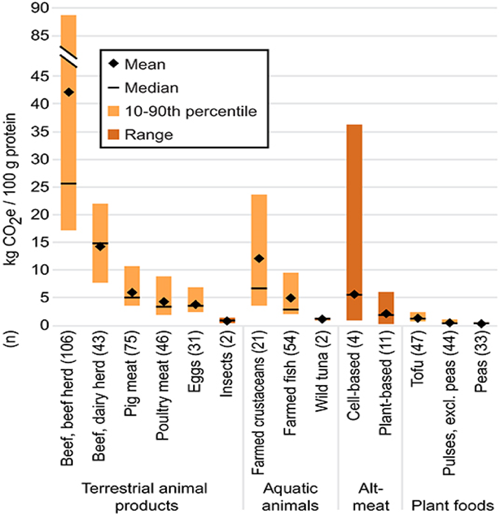 90
85
45
40
35
30
25
20
15
10
5
0
kg CO2e / 100 g protein
Mean
Median
10-90th percentile
Range
(n)
Beef, beef herd (106)
Beef, dairy herd (43)
Pig meat (75)
Poultry meat (46)
Eggs (31)
Insects (2)
Farmed crustaceans (21)
Farmed fish (54)
Wild tuna (2)
Cell-based (4)
Plant-based (11)
Tofu (47)
Pulses, excl. peas (44)
Peas (33)
Terrestrial animal
products
Aquatic
animals
Alt-
meat
Plant foods